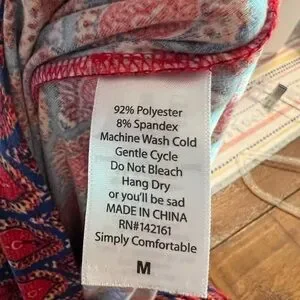 92% Polyester
8% Spandex
Machine Wash Cold
Gentle Cycle
Do Not Bleach
Hang Dry
or you'll be sad
MADE IN CHINA
RN#142161
Simply Comfortable
M